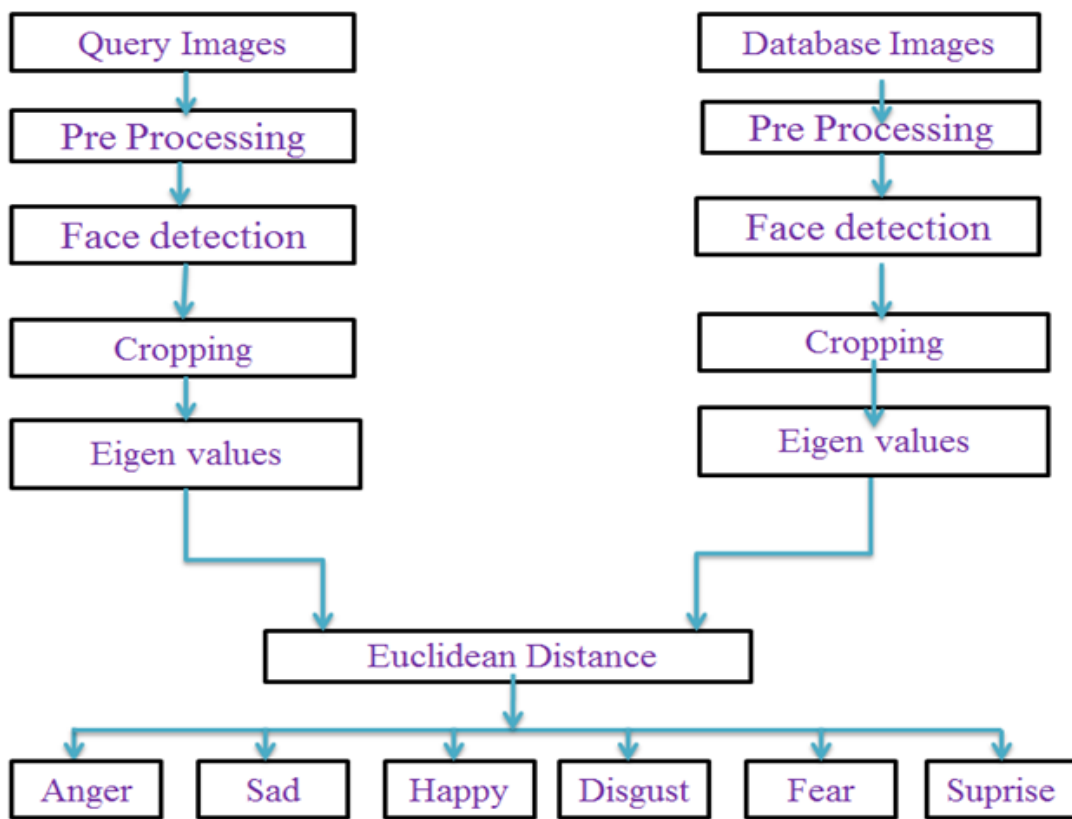 Query Images
Database Images
Pre Processing
Pre Processing
Face detection
Face detection
Cropping
Cropping
Eigen values
Eigen values
Euclidean Distance
Anger
Sad
Happy
Disgust
Fear
Suprise